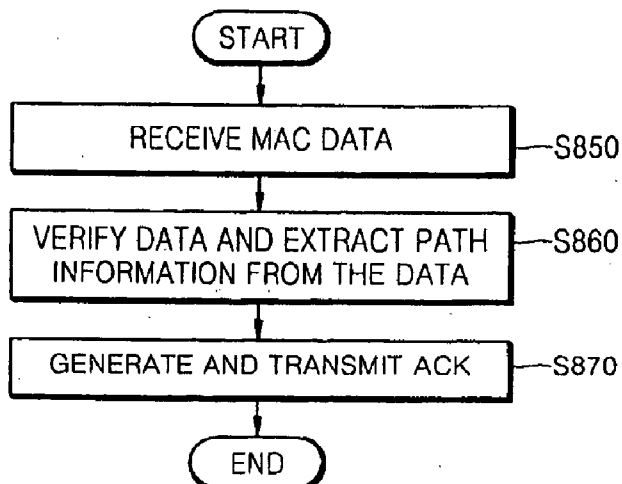 START
RECEIVE MAC DATA
S850
VERIFY DATA AND EXTRACT PATH
INFORMATION FROM THE DATA
S860
GENERATE AND TRANSMIT ACK
S870
END